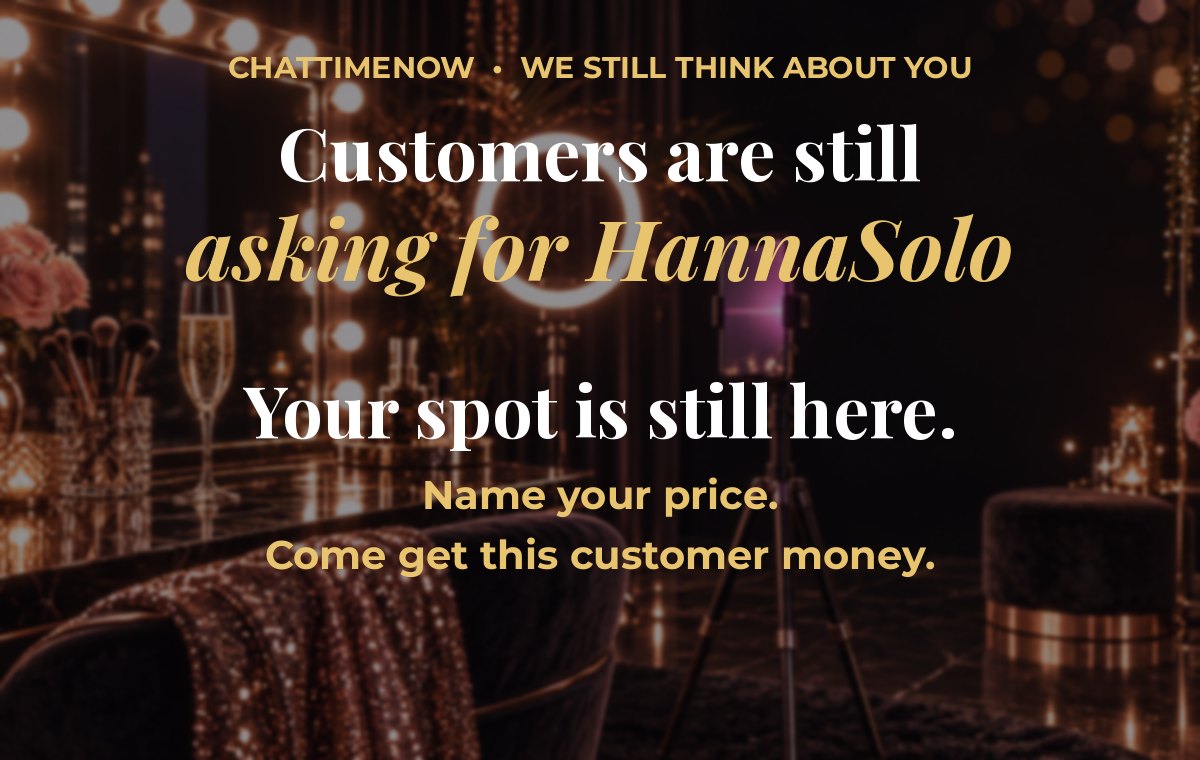 CHATTIMENOW • WE STILL THINK ABOUT YOU
Customers are still
asking for HannaSolo
Your spot is still here.
Name your price.
Come get this customer money.